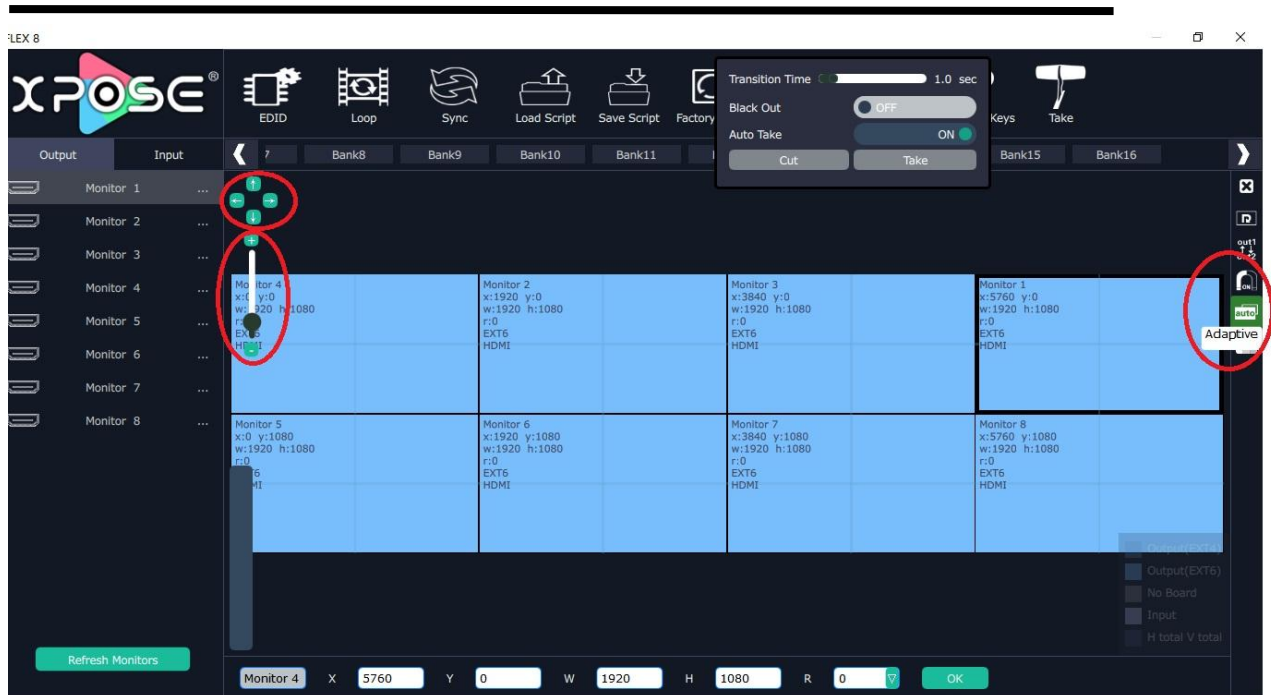 FLEX 8
XPOSE®
EDID
Loop
Sync
Load Script
Save Script
Factory
Keys
Take
Transition Time 1.0 sec
Black Out OFF
Auto Take ON
Cut Take
Output Input
7 Bank8 Bank9 Bank10 Bank11 Bank15 Bank16
Monitor 1 ...
Monitor 2 ...
Monitor 3 ...
Monitor 4 ...
Monitor 5 ...
Monitor 6 ...
Monitor 7 ...
Monitor 8 ...
Refresh Monitors
Monitor 4
x:0 y:0
w:1920 h:1080
r:0
EXT6
HDMI
Monitor 2
x:1920 y:0
w:1920 h:1080
r:0
EXT6
HDMI
Monitor 3
x:3840 y:0
w:1920 h:1080
r:0
EXT6
HDMI
Monitor 1
x:5760 y:0
w:1920 h:1080
r:0
EXT6
HDMI
Monitor 5
x:0 y:1080
w:1920 h:1080
r:0
EXT6
HDMI
Monitor 6
x:1920 y:1080
w:1920 h:1080
r:0
EXT6
HDMI
Monitor 7
x:3840 y:1080
w:1920 h:1080
r:0
EXT6
HDMI
Monitor 8
x:5760 y:1080
w:1920 h:1080
r:0
EXT6
HDMI
out1
out2
ON
auto
Adaptive
Output(EXT4)
Output(EXT6)
No Board
Input
H total V total
Monitor 4 X 5760 Y 0 W 1920 H 1080 R 0 OK